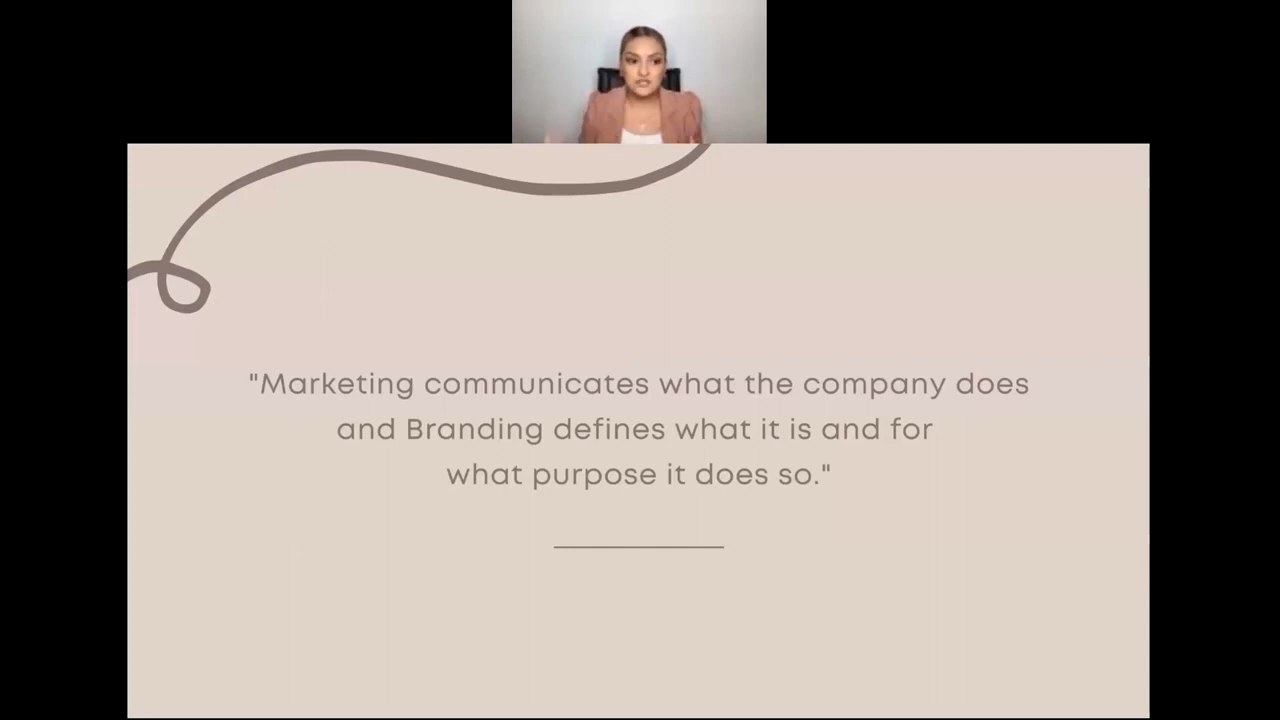 "Marketing communicates what the company does
and Branding defines what it is and for
what purpose it does so."